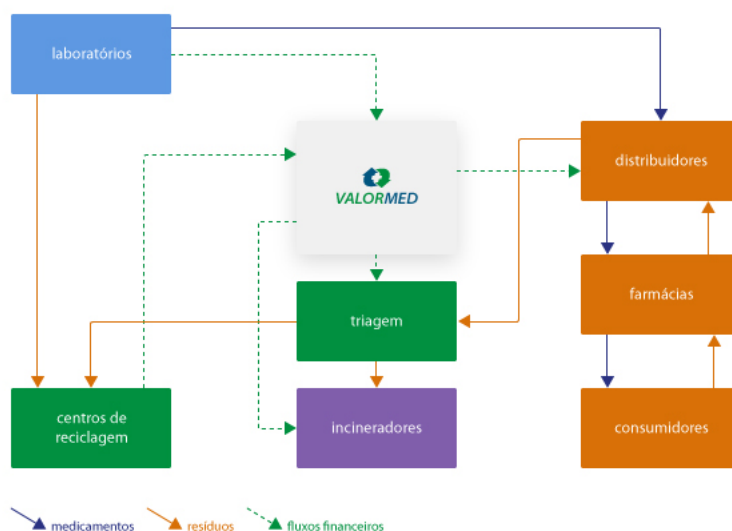 laboratórios
VALORMED
distribuidores
triagem
farmácias
centros de
reciclagem
incineradores
consumidores
medicamentos
resíduos
fluxos financeiros